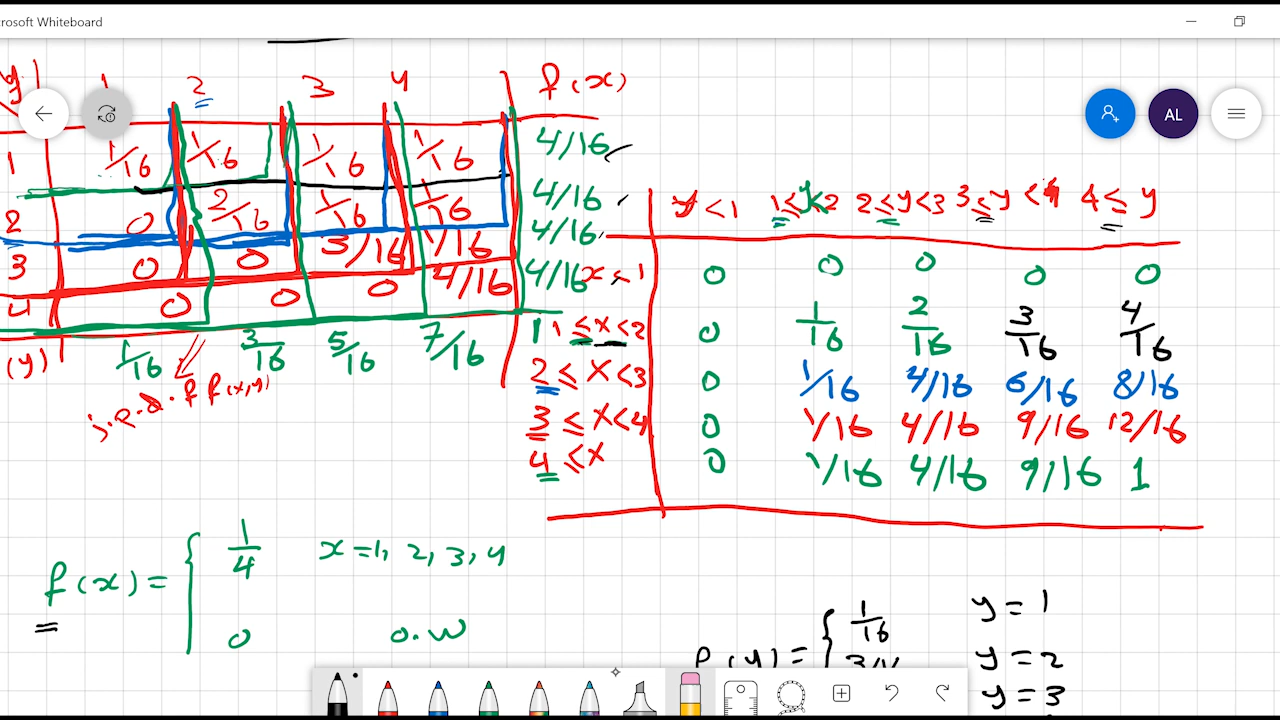 crosoft Whiteboard
y 1 2 3 4 f(x)
AL
1 1/16 1/16 1/16 1/16 4/16
2 0 2/16 1/16 1/16 4/16
3 0 0 3/16 1/16 4/16
4 0 0 0 4/16 4/16
(y) 1/16 3/16 5/16 7/16
j.p.d.f f(x,y)
y<1 1≤y<2 2≤y<3 3≤y<4 4≤y
x<1 0 0 0 0 0
1≤x<2 0 1/16 2/16 3/16 4/16
2≤x<3 0 1/16 4/16 6/16 8/16
3≤x<4 0 1/16 4/16 9/16 12/16
4≤x 0 1/16 4/16 9/16 1
f(x)= { 1/4 x=1, 2, 3, 4
0 o.w
(y)= { 1/16 y=1
y=2
y=3